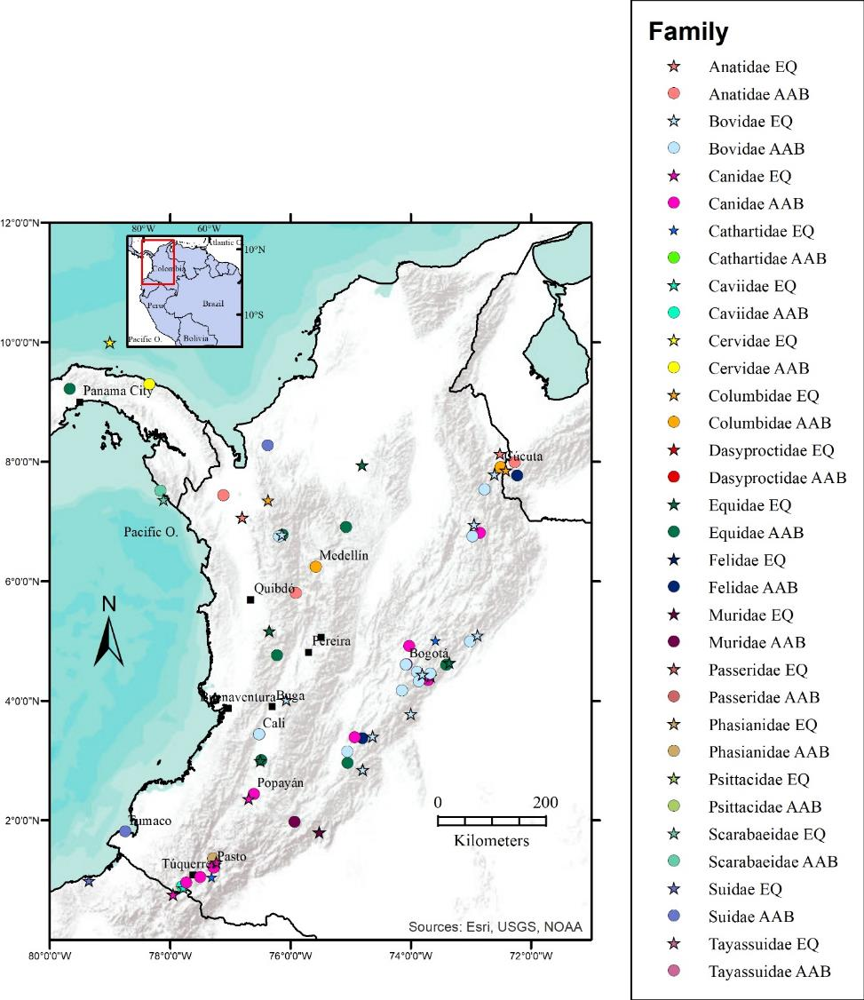 Family
Anatidae EQ
Anatidae AAB
Bovidae EQ
Bovidae AAB
Canidae EQ
Canidae AAB
Cathartidae EQ
Cathartidae AAB
Caviidae EQ
Caviidae AAB
Cervidae EQ
Cervidae AAB
Columbidae EQ
Columbidae AAB
Dasyproctidae EQ
Dasyproctidae AAB
Equidae EQ
Equidae AAB
Felidae EQ
Felidae AAB
Muridae EQ
Muridae AAB
Passeridae EQ
Passeridae AAB
Phasianidae EQ
Phasianidae AAB
Psittacidae EQ
Psittacidae AAB
Scarabaeidae EQ
Scarabaeidae AAB
Suidae EQ
Suidae AAB
Tayassuidae EQ
Tayassuidae AAB
12°0'0"N
10°0'0"N
8°0'0"N
6°0'0"N
4°0'0"N
2°0'0"N
80°0'0"W
78°0'0"W
76°0'0"W
74°0'0"W
72°0'0"W
80°W
60°W
10°N
10°S
Atlantic O
Colombia
Peru
Brazil
Pacific O.
Bolivia
Panama City
Cúcuta
Pacific O.
Medellín
Quibdó
Pereira
Bogotá
Buenaventura
Buga
Cali
Popayán
Tumaco
Pasto
Túquerres
N
0 200
Kilometers
Sources: Esri, USGS, NOAA